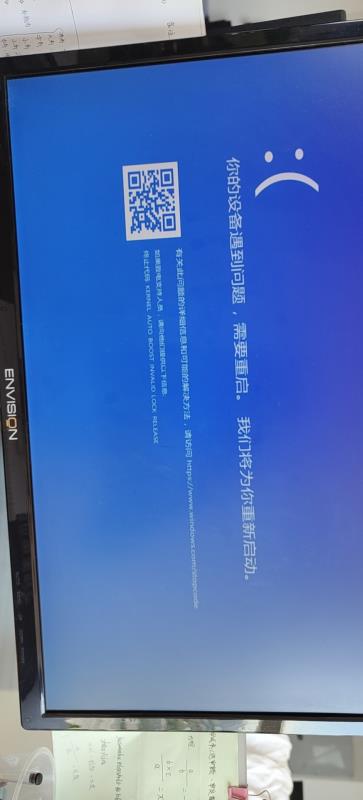 :(
你的设备遇到问题，需要重启。 我们将为你重新启动。
有关此问题的详细信息和可能的解决方法，请访问 https://www.windows.com/stopcode
如果致电支持人员，请向他们提供以下信息:
终止代码: KERNEL AUTO BOOST INVALID LOCK RELEASE
ENVISION